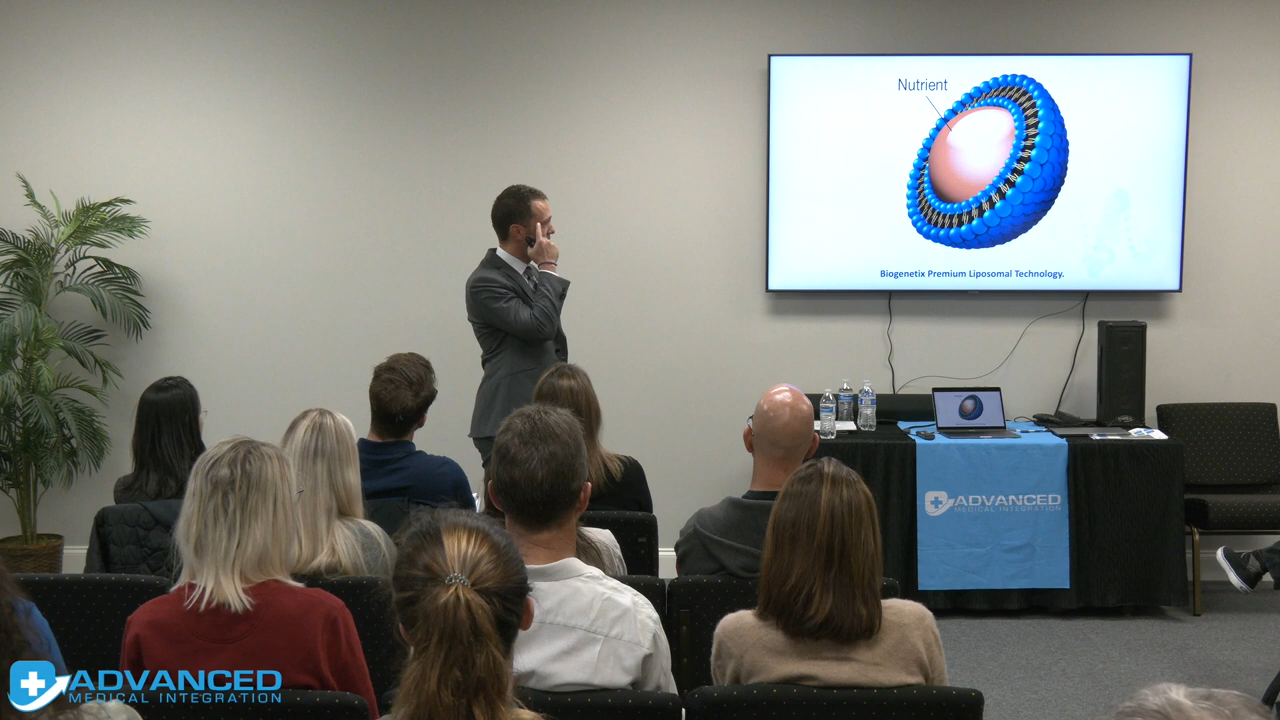 Nutrient
Biogenetix Premium Liposomal Technology.
ADVANCED
MEDICAL INTEGRATION
ADVANCED
MEDICAL INTEGRATION